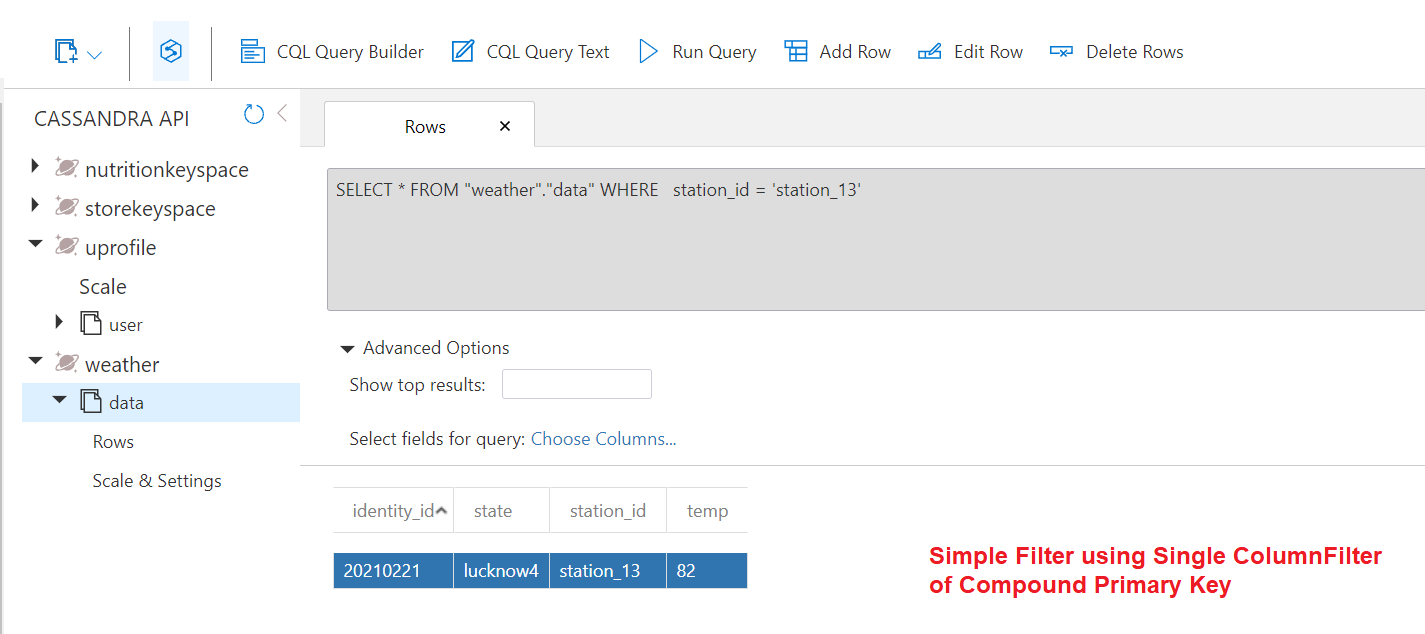 CQL Query Builder CQL Query Text Run Query Add Row Edit Row Delete Rows
CASSANDRA API
nutritionkeyspace
storekeyspace
uprofile
Scale
user
weather
data
Rows
Scale & Settings
Rows
SELECT * FROM "weather"."data" WHERE station_id = 'station_13'
Advanced Options
Show top results:
Select fields for query: Choose Columns...
identity_id state station_id temp
20210221 lucknow4 station_13 82
Simple Filter using Single ColumnFilter
of Compound Primary Key